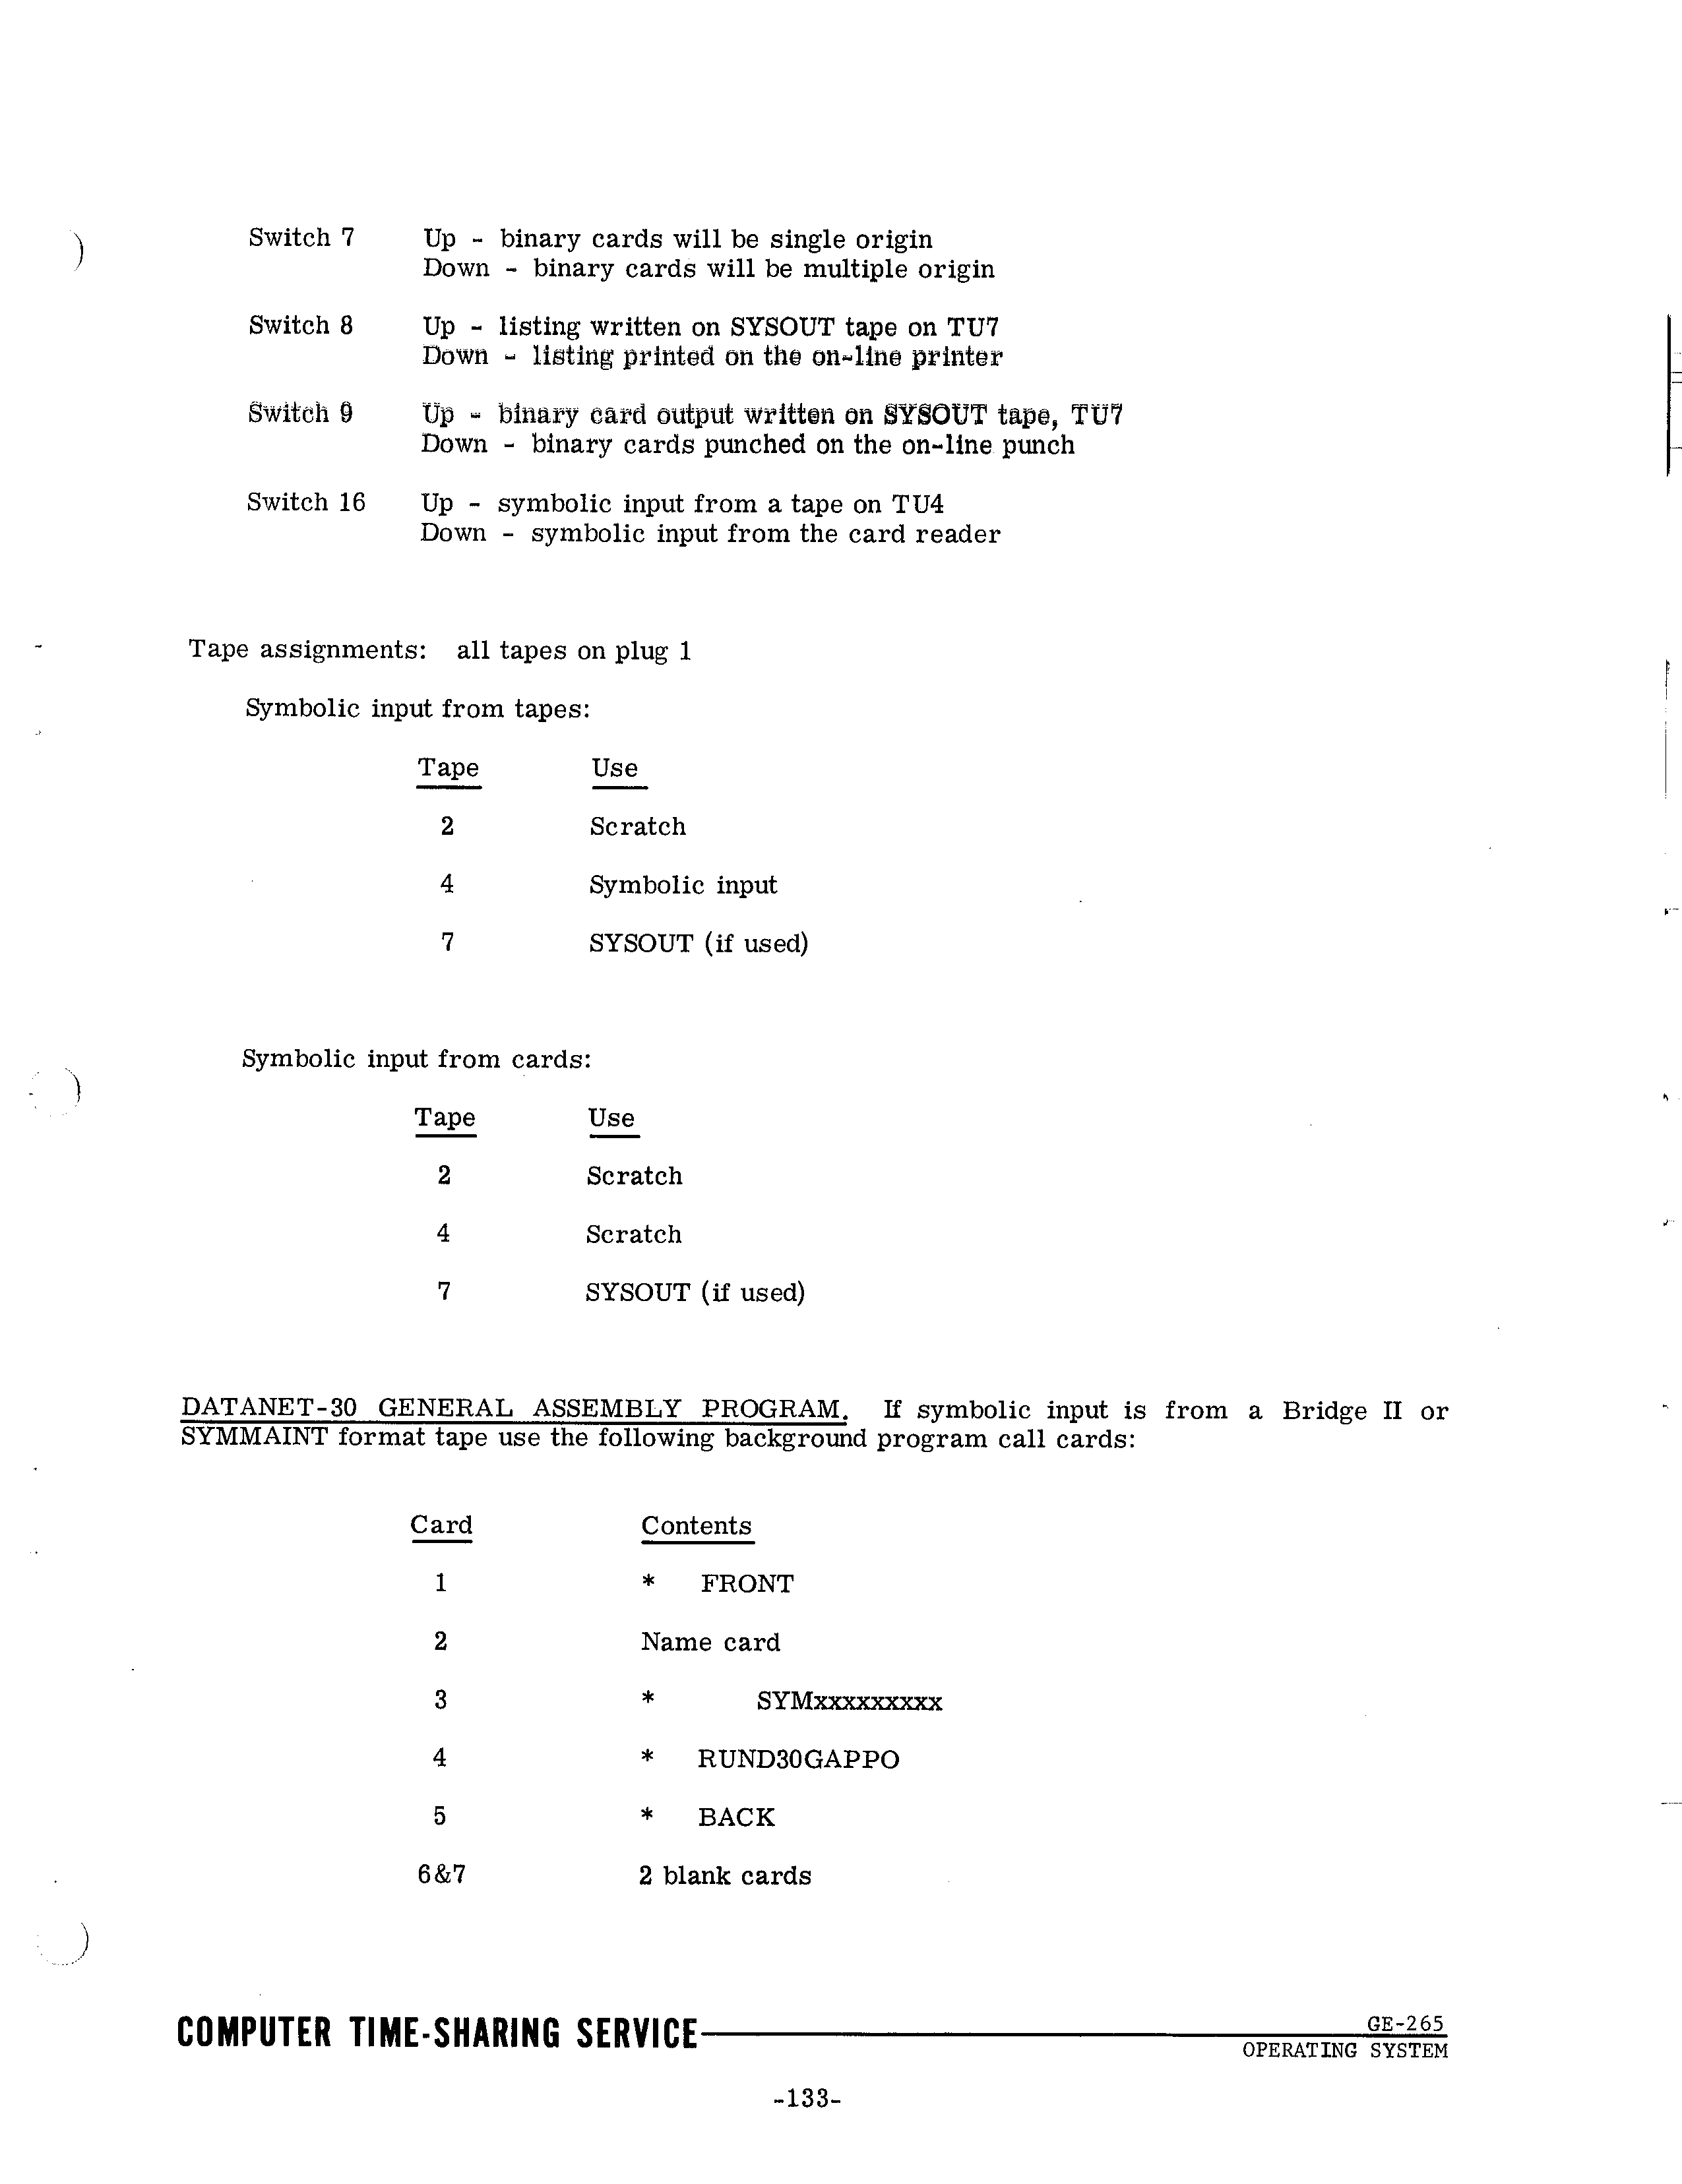 Switch 7 Up - binary cards will be single origin
Down - binary cards will be multiple origin
Switch 8 Up - listing written on SYSOUT tape on TU7
Down - listing printed on the on-line printer
Switch 9 Up - binary card output written on SYSOUT tape, TU7
Down - binary cards punched on the on-line punch
Switch 16 Up - symbolic input from a tape on TU4
Down - symbolic input from the card reader
Tape assignments: all tapes on plug 1
Symbolic input from tapes:
Tape Use
2 Scratch
4 Symbolic input
7 SYSOUT (if used)
Symbolic input from cards:
Tape Use
2 Scratch
4 Scratch
7 SYSOUT (if used)
DATANET-30 GENERAL ASSEMBLY PROGRAM. If symbolic input is from a Bridge II or
SYMMAINT format tape use the following background program call cards:
Card Contents
1 * FRONT
2 Name card
3 * SYMxxxxxxxxx
4 * RUND30GAPPO
5 * BACK
6&7 2 blank cards
COMPUTER TIME-SHARING SERVICE GE-265
OPERATING SYSTEM
-133-